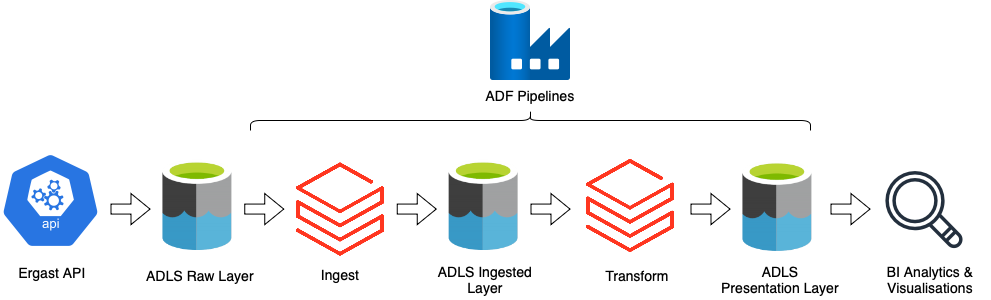 ADF Pipelines
api
Ergast API
ADLS Raw Layer
Ingest
ADLS Ingested
Layer
Transform
ADLS
Presentation Layer
BI Analytics &
Visualisations